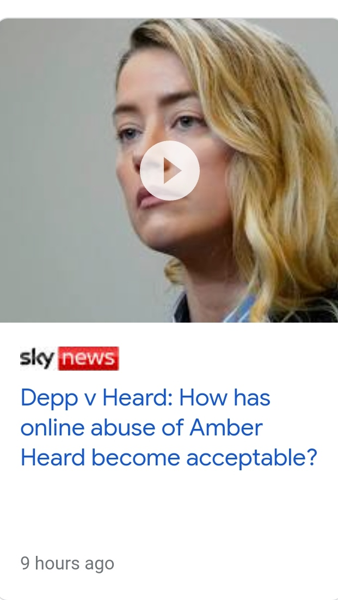 sky news
Depp v Heard: How has
online abuse of Amber
Heard become acceptable?
9 hours ago